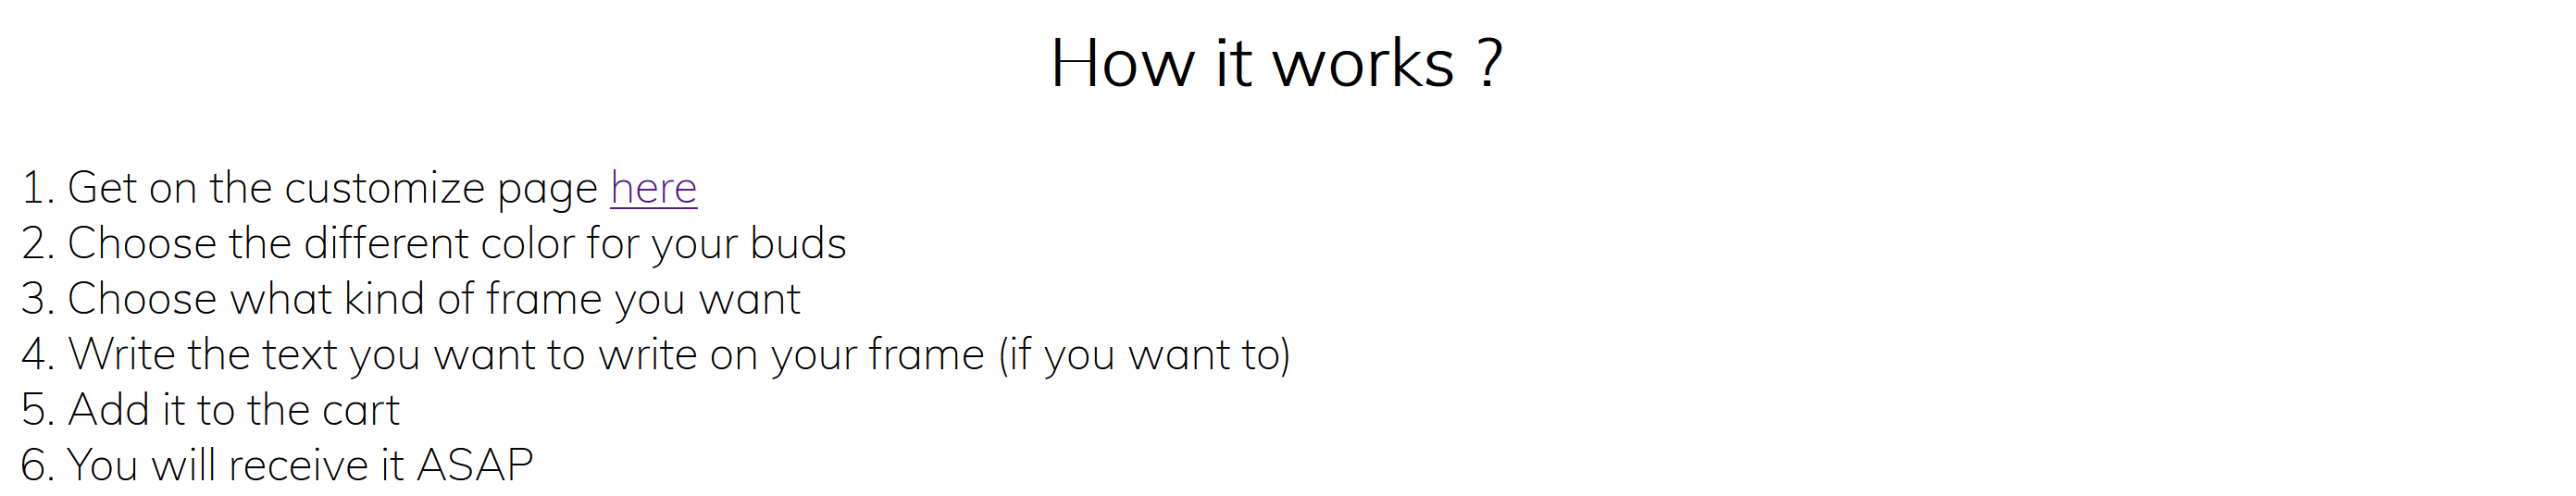 How it works ?
1. Get on the customize page here
2. Choose the different color for your buds
3. Choose what kind of frame you want
4. Write the text you want to write on your frame (if you want to)
5. Add it to the cart
6. You will receive it ASAP